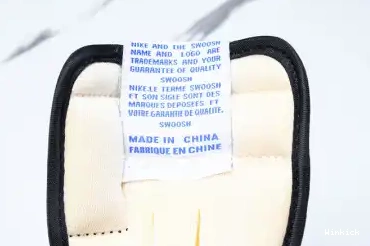 NIKE AND THE SWOOSH
NAME AND LOGO ARE
TRADEMARKS AND YOUR
GUARANTEE OF QUALITY
SWOOSH
NIKE.LE TERME SWOOSH
ET SON SIGLE SONT DES
MARQUES DEPOSEES ET
VOTRE GARANTIE DE QUALITE.
SWOOSH
MADE IN CHINA
FABRIQUE EN CHINE